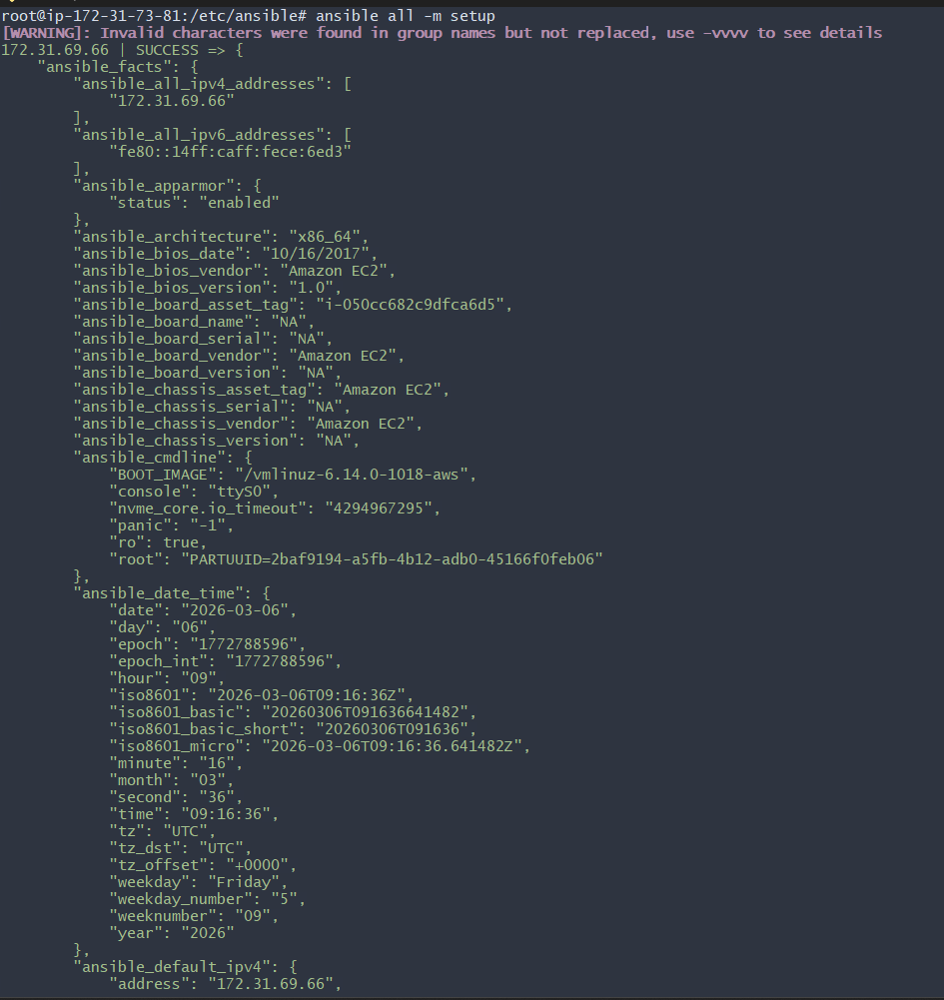 root@ip-172-31-73-81:/etc/ansible# ansible all -m setup
[WARNING]: Invalid characters were found in group names but not replaced, use -vvvv to see details
172.31.69.66 | SUCCESS => {
    "ansible_facts": {
        "ansible_all_ipv4_addresses": [
            "172.31.69.66"
        ],
        "ansible_all_ipv6_addresses": [
            "fe80::14ff:caff:fece:6ed3"
        ],
        "ansible_apparmor": {
            "status": "enabled"
        },
        "ansible_architecture": "x86_64",
        "ansible_bios_date": "10/16/2017",
        "ansible_bios_vendor": "Amazon EC2",
        "ansible_bios_version": "1.0",
        "ansible_board_asset_tag": "i-050cc682c9dfca6d5",
        "ansible_board_name": "NA",
        "ansible_board_serial": "NA",
        "ansible_board_vendor": "Amazon EC2",
        "ansible_board_version": "NA",
        "ansible_chassis_asset_tag": "Amazon EC2",
        "ansible_chassis_serial": "NA",
        "ansible_chassis_vendor": "Amazon EC2",
        "ansible_chassis_version": "NA",
        "ansible_cmdline": {
            "BOOT_IMAGE": "/vmlinuz-6.14.0-1018-aws",
            "console": "ttyS0",
            "nvme_core.io_timeout": "4294967295",
            "panic": "-1",
            "ro": true,
            "root": "PARTUUID=2baf9194-a5fb-4b12-adb0-45166f0feb06"
        },
        "ansible_date_time": {
            "date": "2026-03-06",
            "day": "06",
            "epoch": "1772788596",
            "epoch_int": "1772788596",
            "hour": "09",
            "iso8601": "2026-03-06T09:16:36Z",
            "iso8601_basic": "20260306T091636641482",
            "iso8601_basic_short": "20260306T091636",
            "iso8601_micro": "2026-03-06T09:16:36.641482Z",
            "minute": "16",
            "month": "03",
            "second": "36",
            "time": "09:16:36",
            "tz": "UTC",
            "tz_dst": "UTC",
            "tz_offset": "+0000",
            "weekday": "Friday",
            "weekday_number": "5",
            "weeknumber": "09",
            "year": "2026"
        },
        "ansible_default_ipv4": {
            "address": "172.31.69.66",